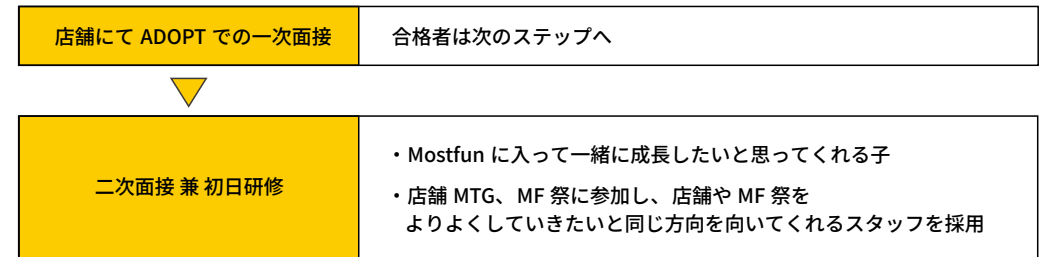 店舗にて ADOPT での一次面接
合格者は次のステップへ
二次面接 兼 初日研修
・Mostfun に入って一緒に成長したいと思ってくれる子
・店舗 MTG、MF 祭に参加し、店舗や MF 祭を
よりよくしていきたいと同じ方向を向いてくれるスタッフを採用